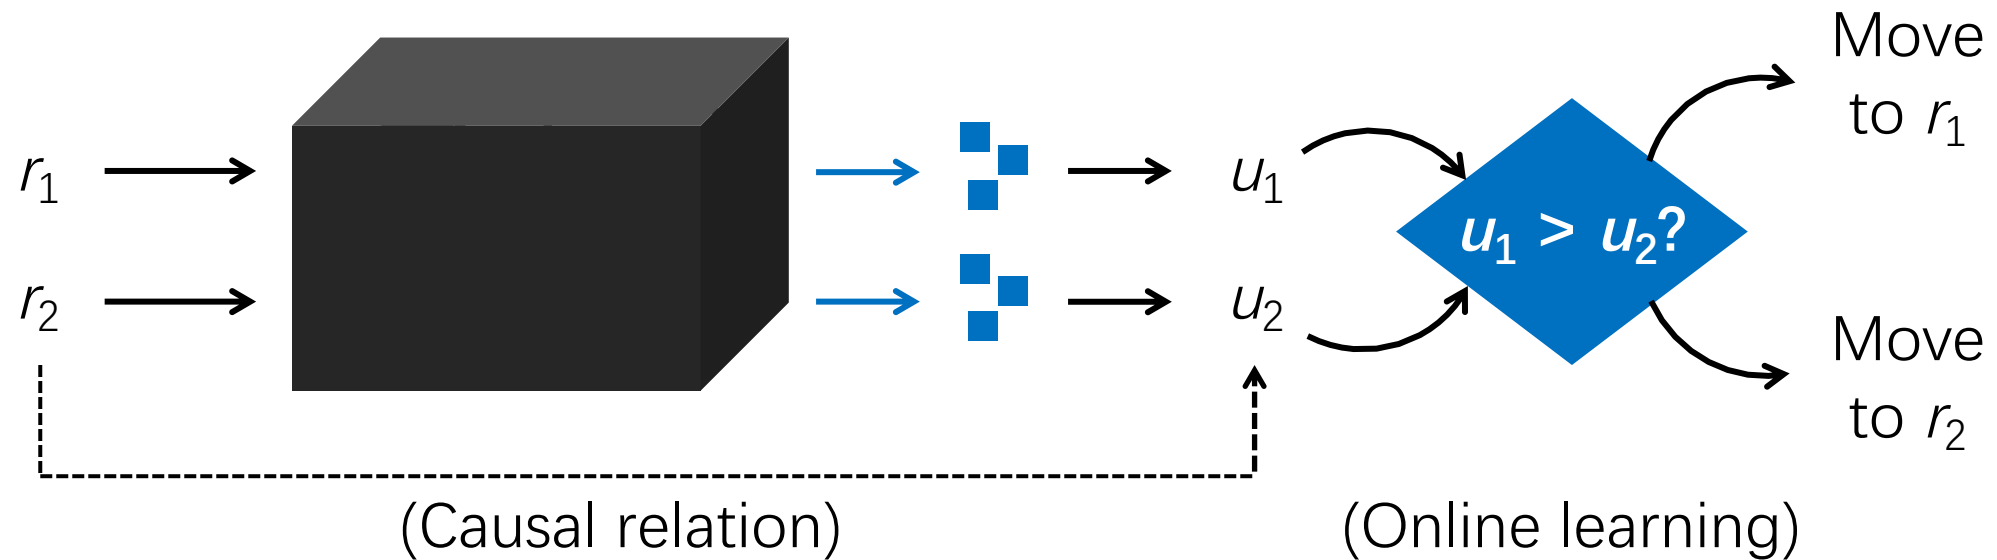 r₁
r₂
u₁
u₂
u₁ > u₂?
Move
to r₁
Move
to r₂
(Causal relation)
(Online learning)